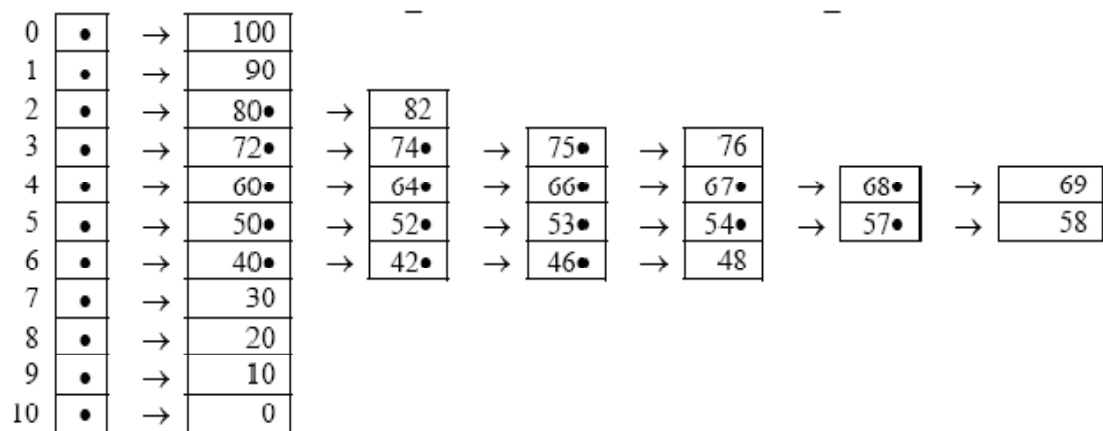 0 • → 100
1 • → 90
2 • → 80• → 82
3 • → 72• → 74• → 75• → 76
4 • → 60• → 64• → 66• → 67• → 68• → 69
5 • → 50• → 52• → 53• → 54• → 57• → 58
6 • → 40• → 42• → 46• → 48
7 • → 30
8 • → 20
9 • → 10
10 • → 0